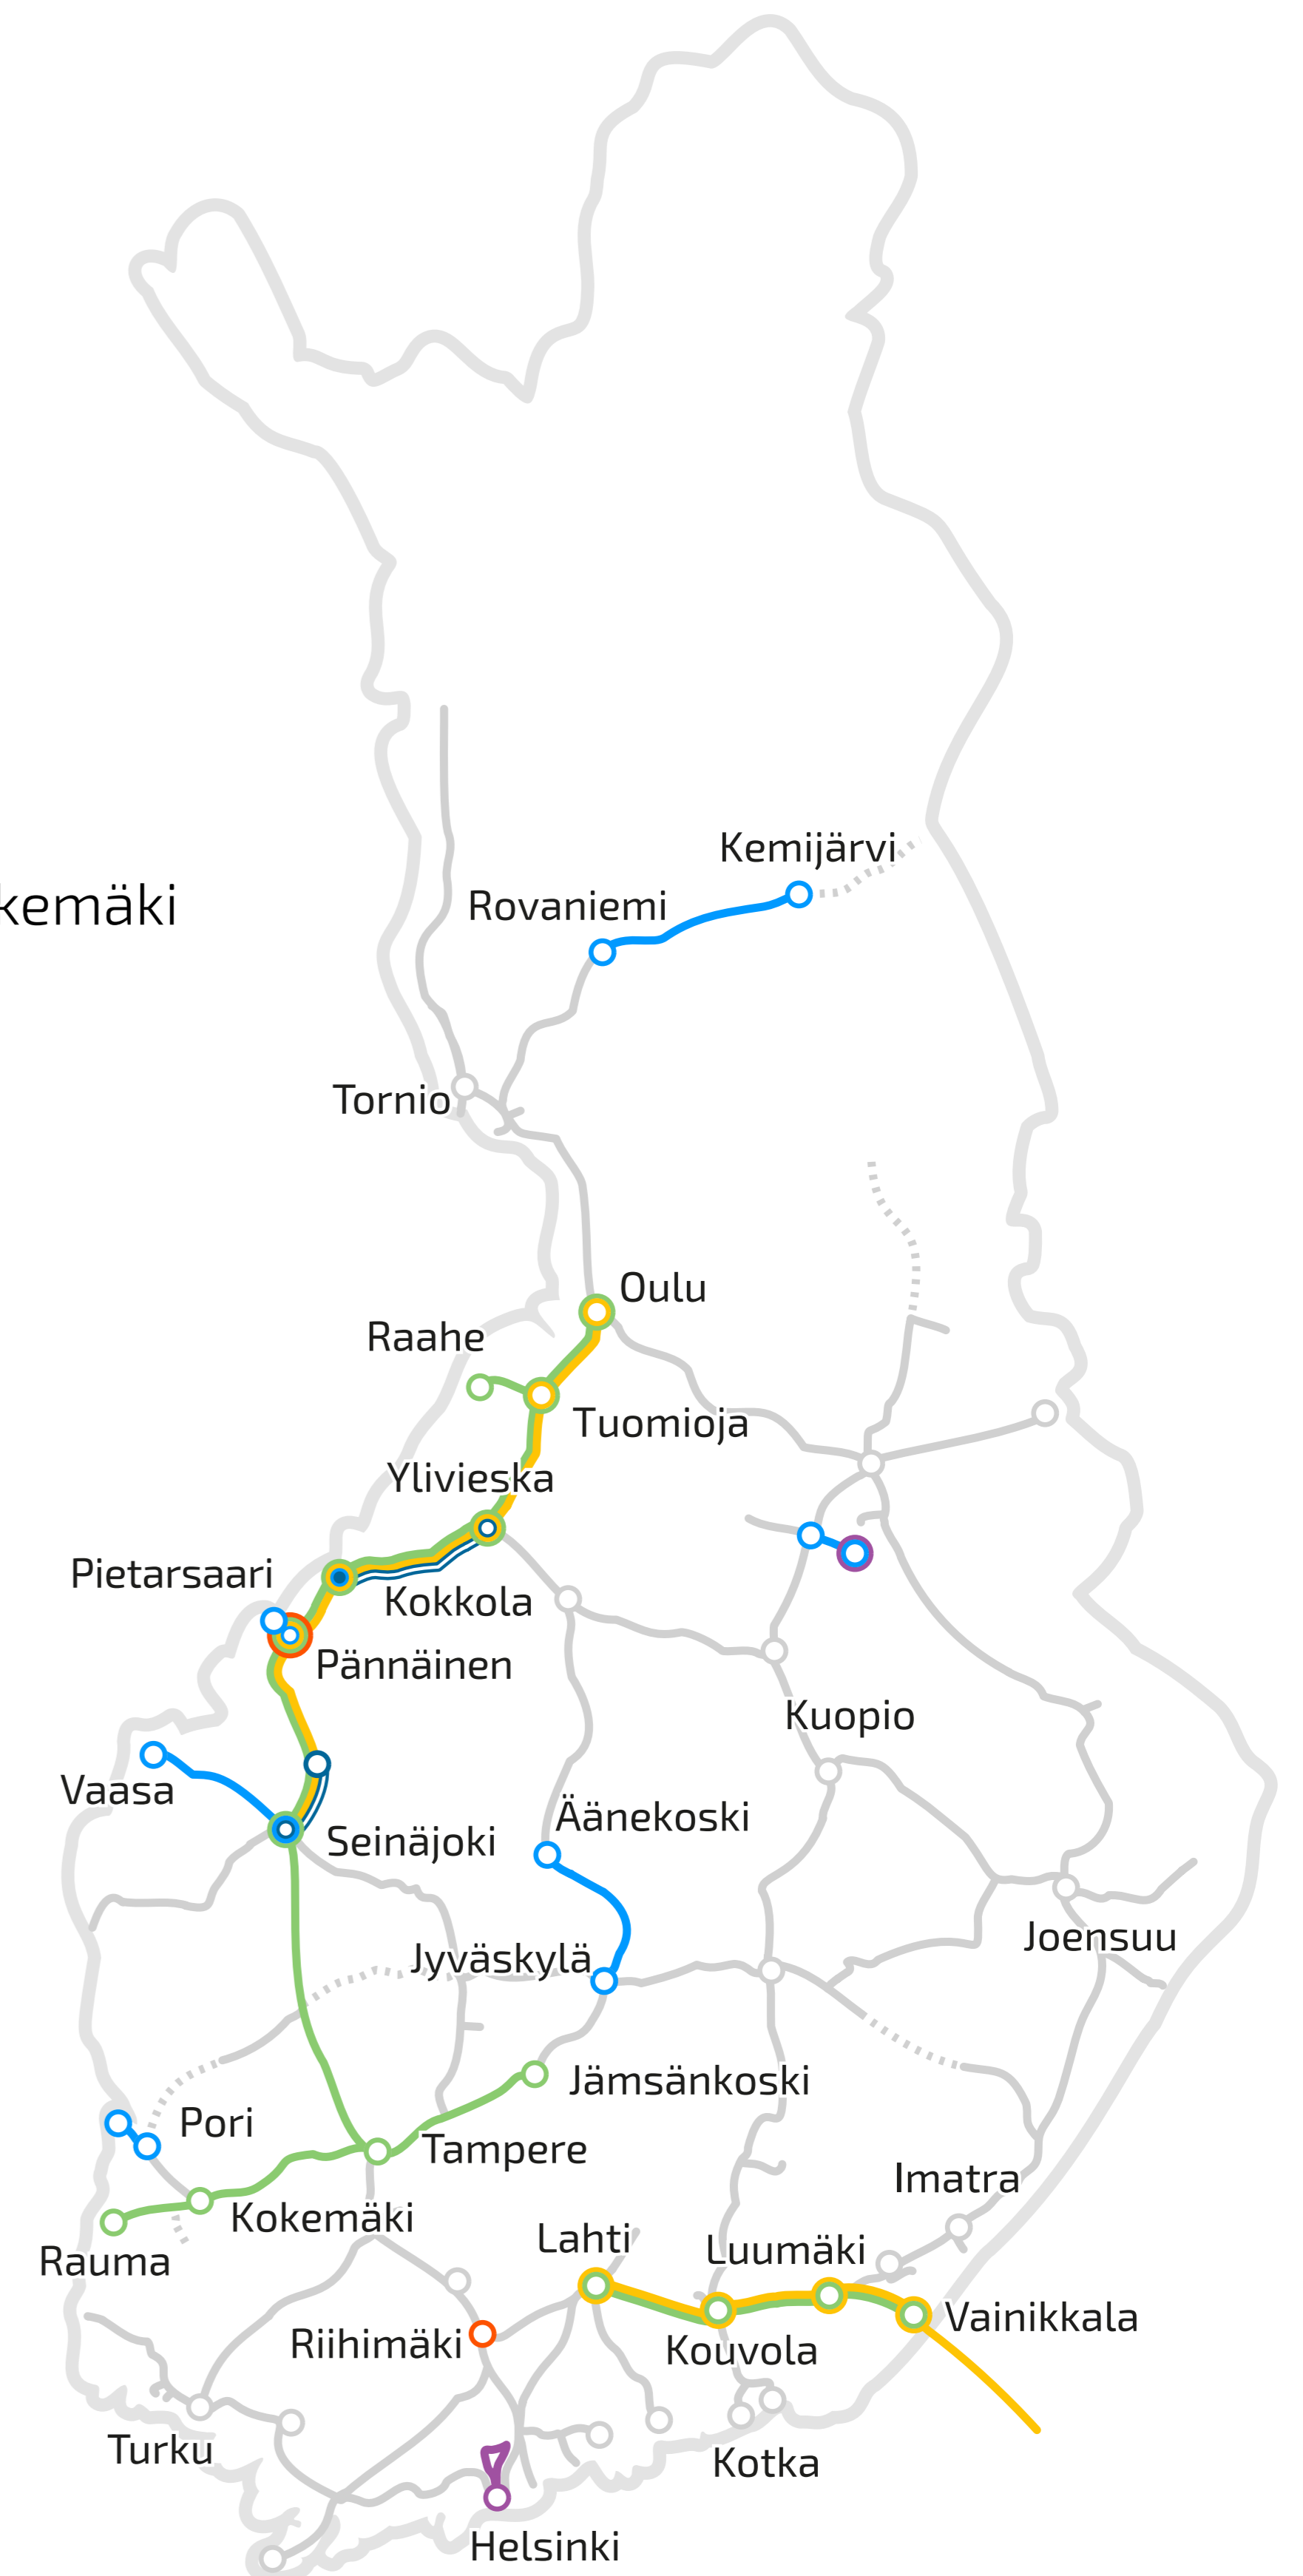 Kemijärvi
kemäki
Rovaniemi
Tornio
Oulu
Raahe
Tuomioja
Ylivieska
Pietarsaari
Kokkola
Pännäinen
Kuopio
Vaasa
Äänekoski
Seinäjoki
Joensuu
Jyväskylä
Jämsänkoski
Pori
Tampere
Imatra
Kokemäki
Lahti
Luumäki
Rauma
Vainikkala
Riihimäki
Kouvola
Turku
Kotka
Helsinki